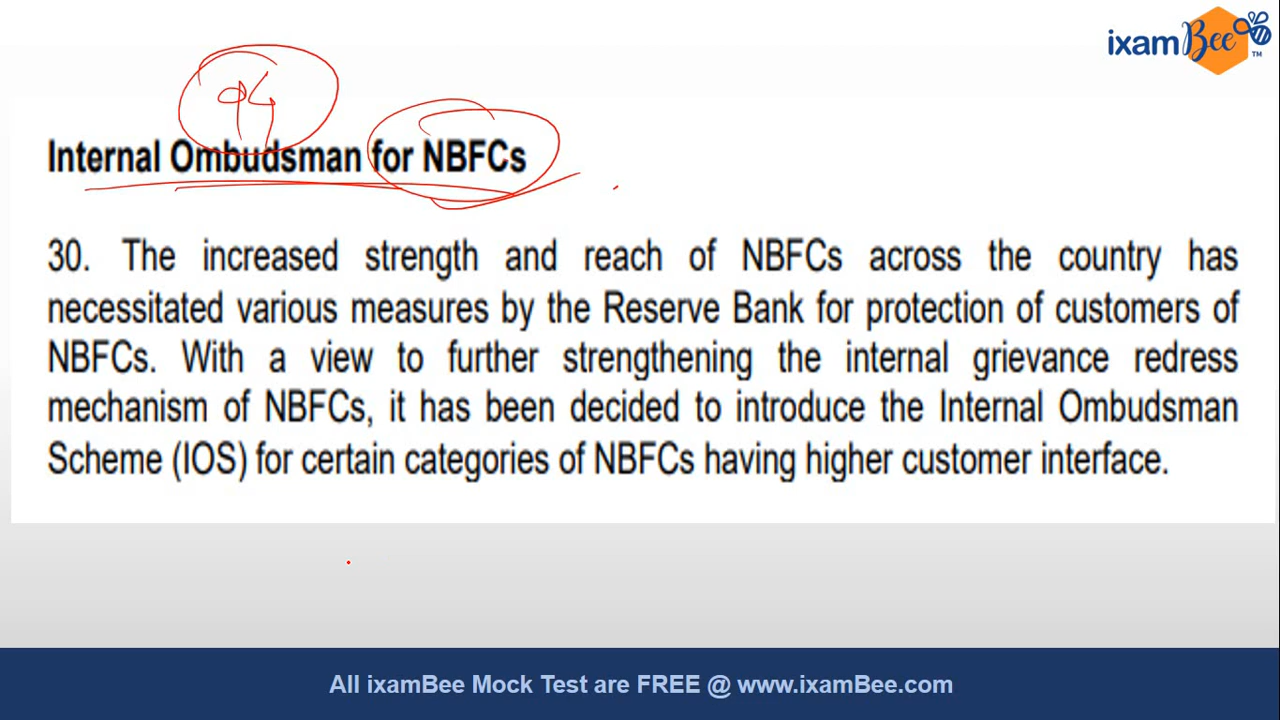 ixamBee™
Internal Ombudsman for NBFCs
30. The increased strength and reach of NBFCs across the country has
necessitated various measures by the Reserve Bank for protection of customers of
NBFCs. With a view to further strengthening the internal grievance redress
mechanism of NBFCs, it has been decided to introduce the Internal Ombudsman
Scheme (IOS) for certain categories of NBFCs having higher customer interface.
All ixamBee Mock Test are FREE @ www.ixamBee.com